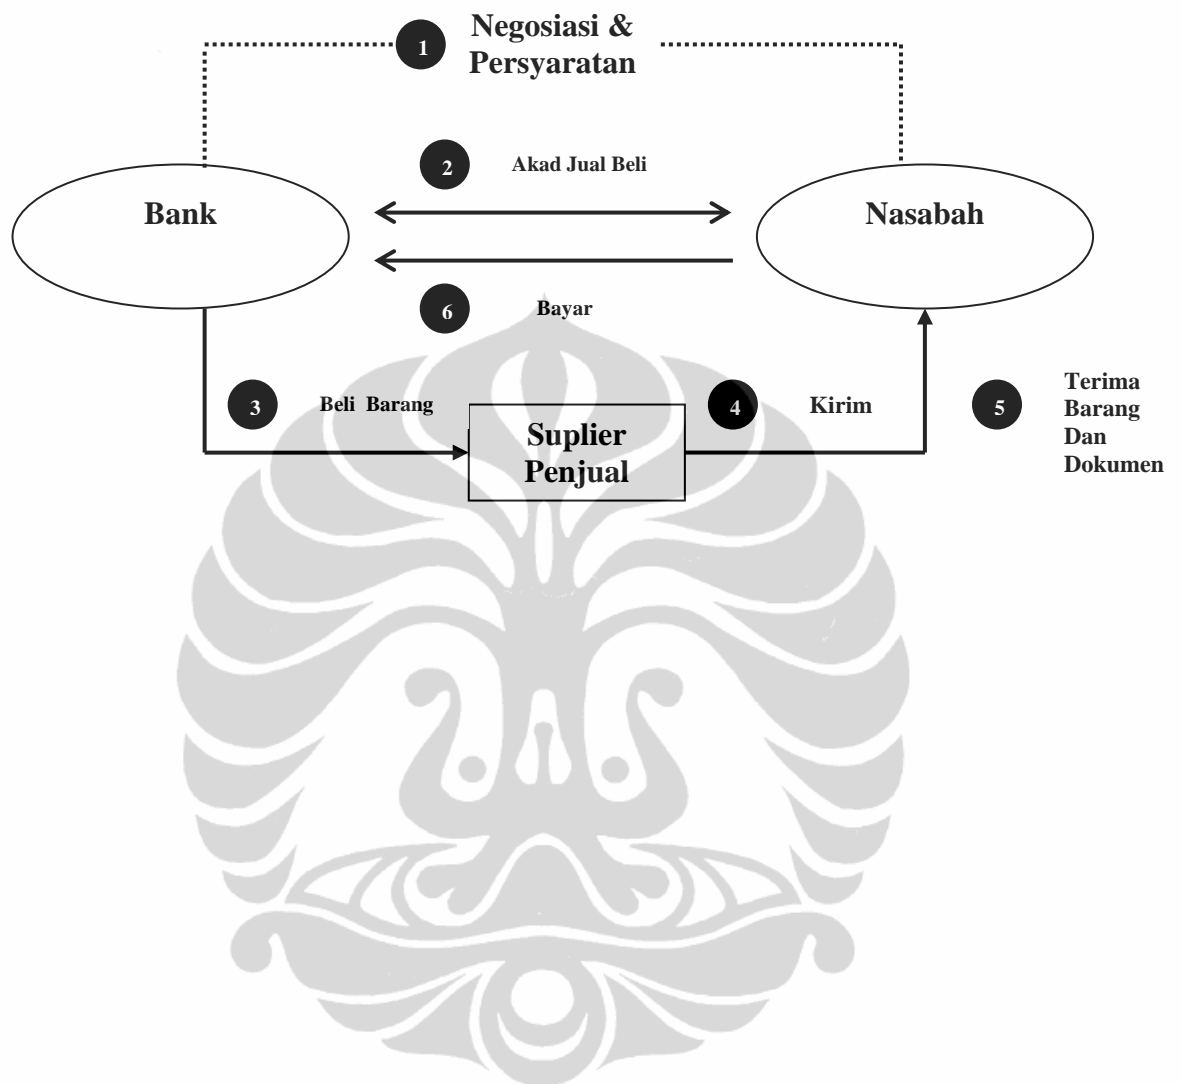 1
Negosiasi &
Persyaratan
2
Akad Jual Beli
Bank
Nasabah
6
Bayar
3
Beli Barang
4
Kirim
5
Terima
Barang
Dan
Dokumen
Suplier
Penjual